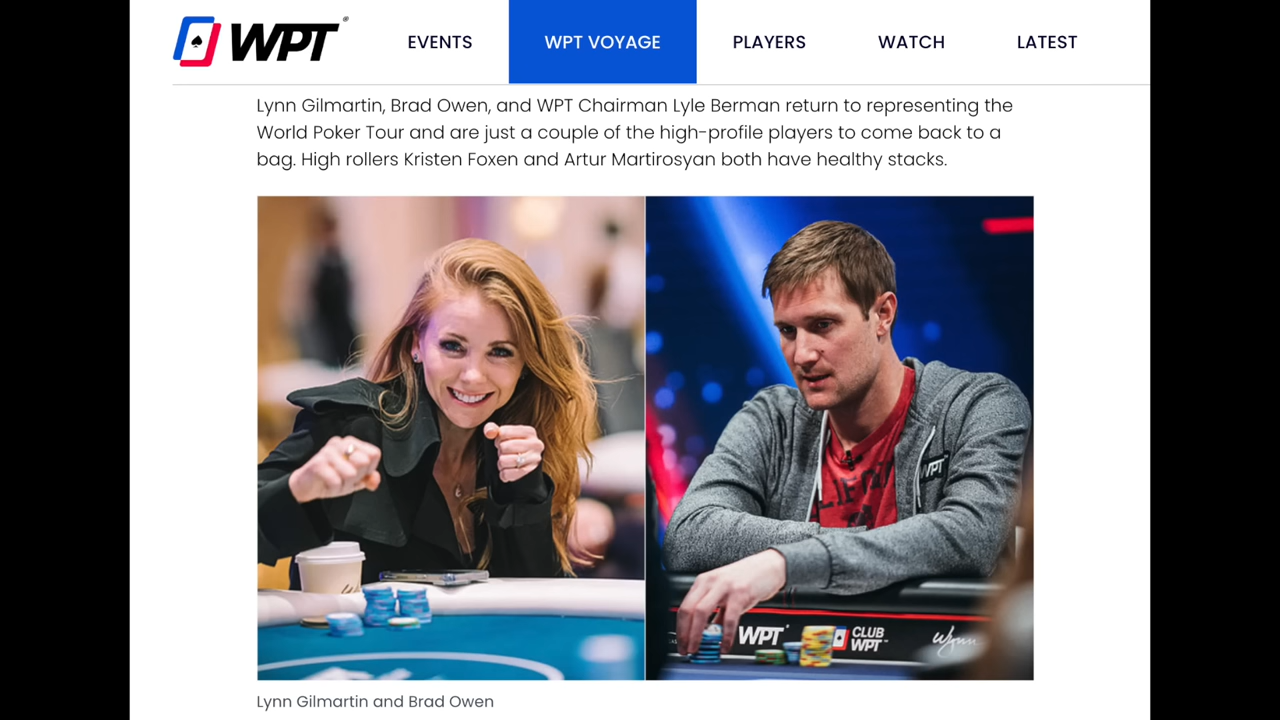 WPT
EVENTS
WPT VOYAGE
PLAYERS
WATCH
LATEST
Lynn Gilmartin, Brad Owen, and WPT Chairman Lyle Berman return to representing the
World Poker Tour and are just a couple of the high-profile players to come back to a
bag. High rollers Kristen Foxen and Artur Martirosyan both have healthy stacks.
WPT
WPT
CLUB
WPT
Wynn
Lynn Gilmartin and Brad Owen